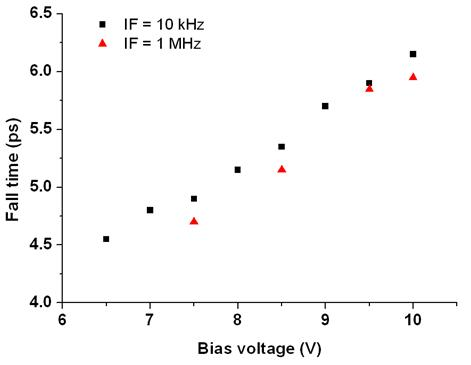 IF = 10 kHz
IF = 1 MHz
Fall time (ps)
6.5
6.0
5.5
5.0
4.5
4.0
6 7 8 9 10
Bias voltage (V)